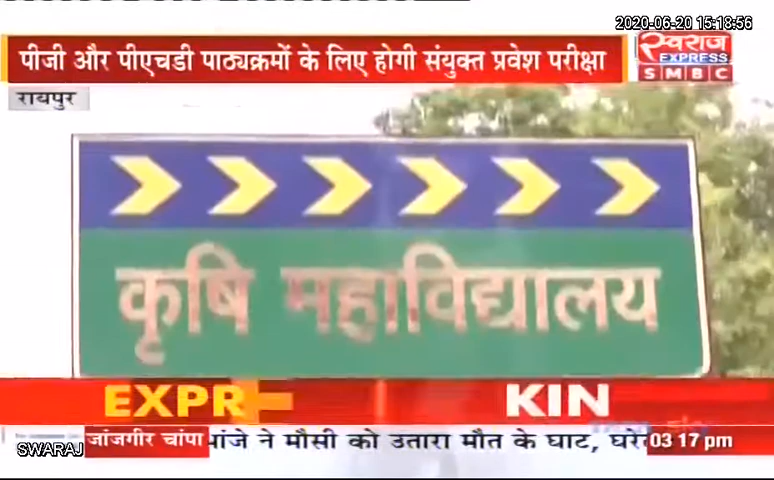 2020-06-20 15:18:56
पीजी और पीएचडी पाठ्यक्रमों के लिए होगी संयुक्त प्रवेश परीक्षा
स्वराज
EXPRESS
SMBC
रायपुर
कृषि महाविद्यालय
EXPR KIN
SWARAJ
जांजगीर चांपा
ने मौसी को उतारा मौत के घाट,
03 17 pm